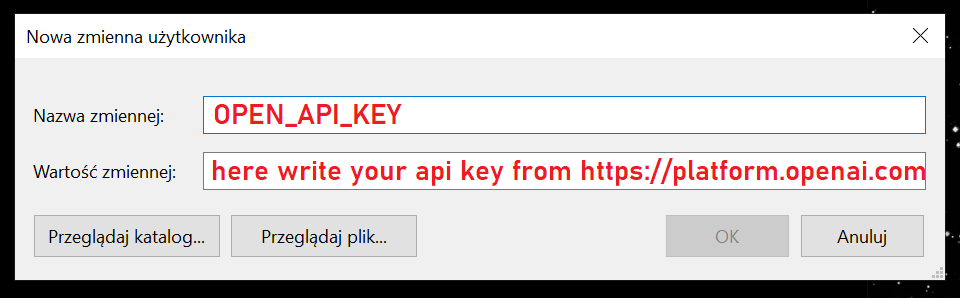 Nowa zmienna użytkownika
Nazwa zmiennej: OPEN_API_KEY
Wartość zmiennej: here write your api key from https://platform.openai.com
Przeglądaj katalog... Przeglądaj plik... OK Anuluj